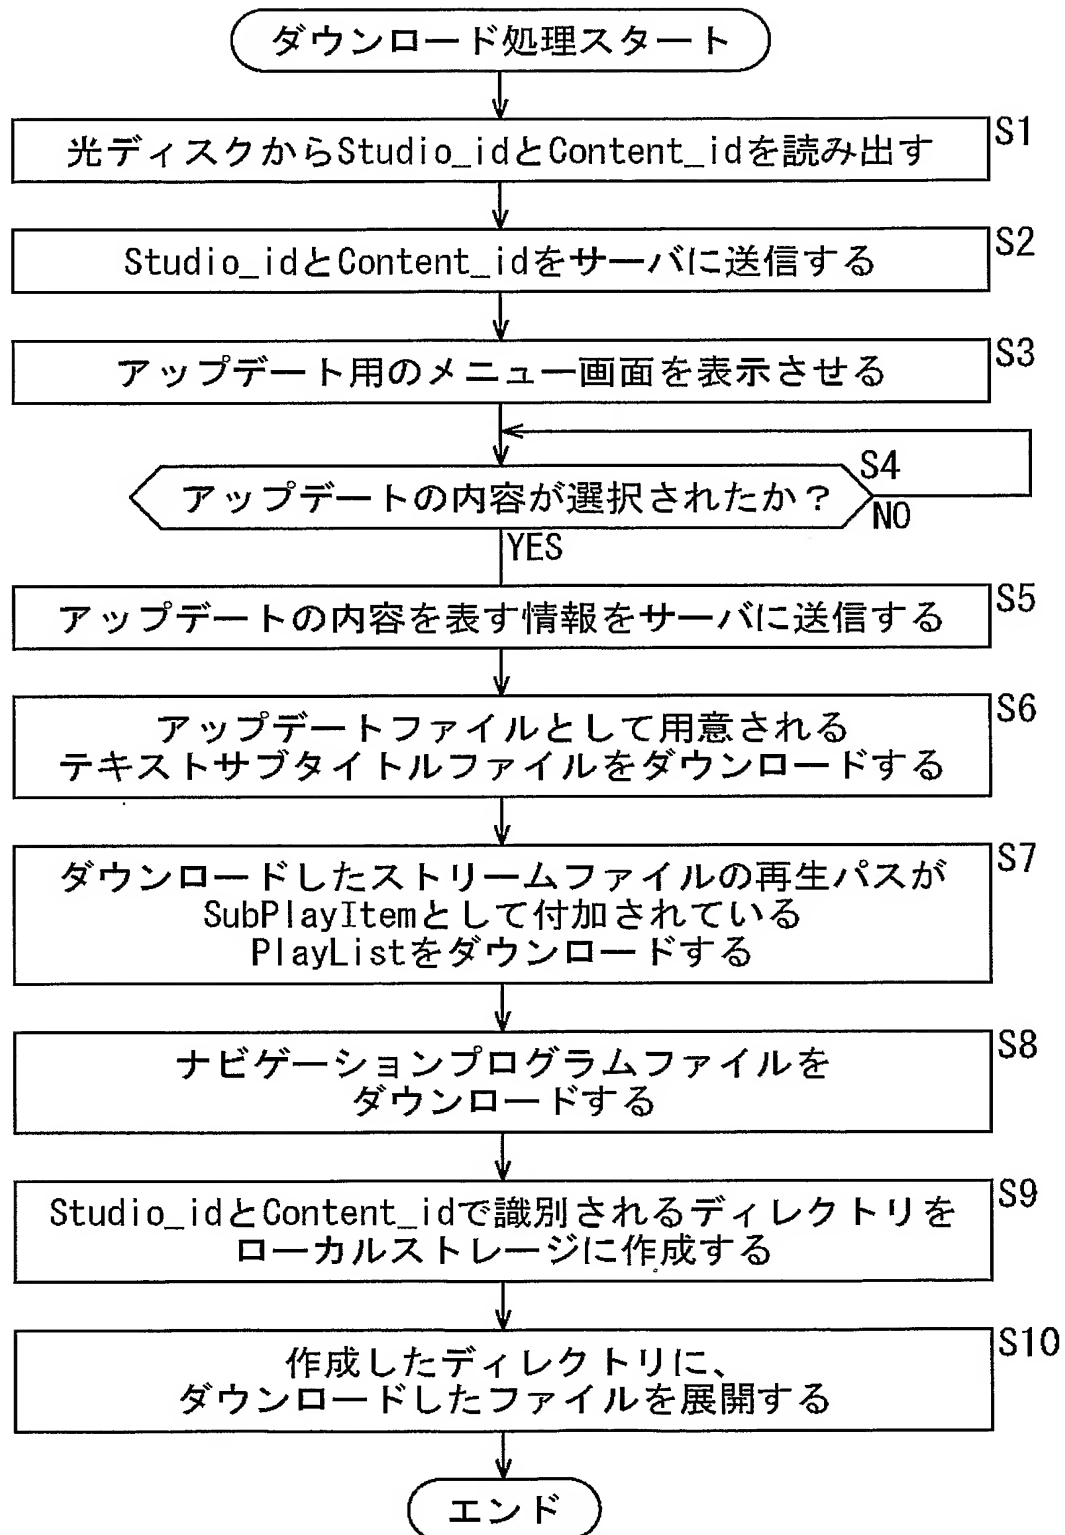 ダウンロード処理スタート
光ディスクからStudio_idとContent_idを読み出す
S1
Studio_idとContent_idをサーバに送信する
S2
アップデート用のメニュー画面を表示させる
S3
アップデートの内容が選択されたか？
S4
NO
YES
アップデートの内容を表す情報をサーバに送信する
S5
アップデートファイルとして用意される
テキストサブタイトルファイルをダウンロードする
S6
ダウンロードしたストリームファイルの再生パスが
SubPlayItemとして付加されている
PlayListをダウンロードする
S7
ナビゲーションプログラムファイルを
ダウンロードする
S8
Studio_idとContent_idで識別されるディレクトリを
ローカルストレージに作成する
S9
作成したディレクトリに、
ダウンロードしたファイルを展開する
S10
エンド